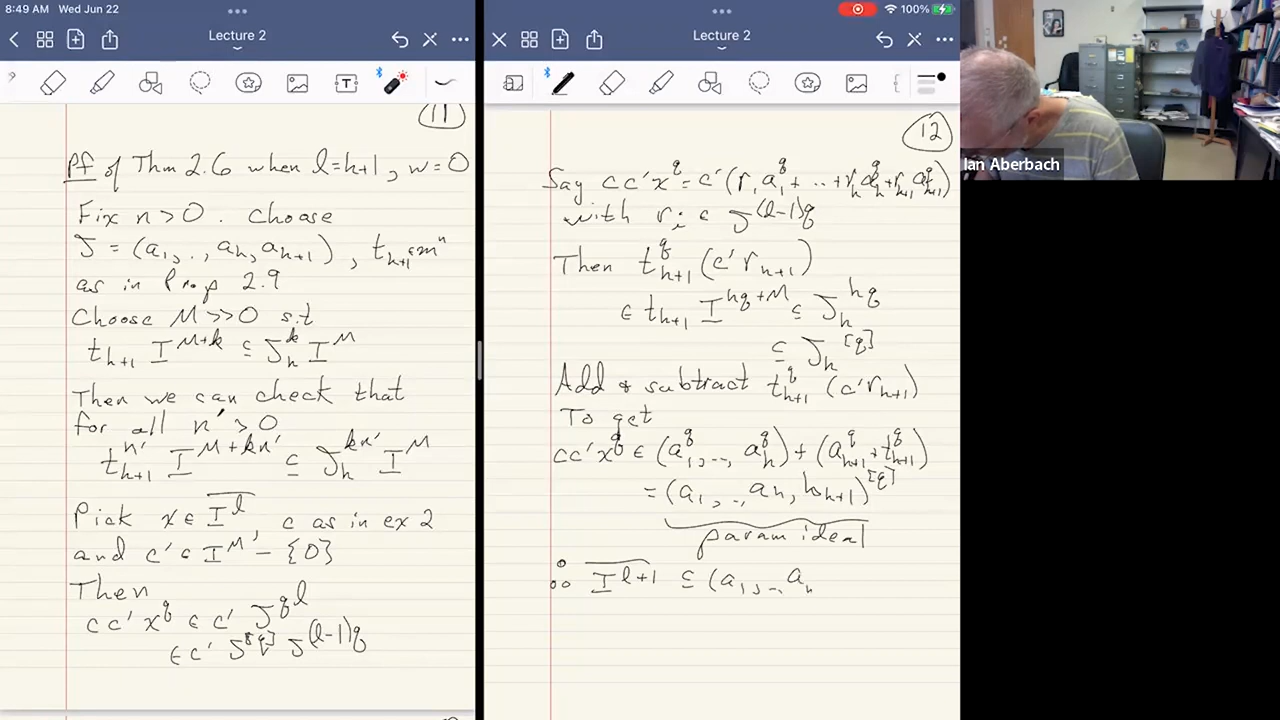 8:49 AM Wed Jun 22
100%
Lecture 2
Lecture 2
Ian Aberbach
11
Pf of Thm 2.6 when l=h+1, w=0
Fix n>0. Choose
J = (a₁, .., aₕ, aₕ₊₁), tₕ₊₁∈mⁿ
as in Prop 2.9
Choose M>>0 s.t
tₕ₊₁ I^{M+k} ⊆ Jₕ^k I^M
Then we can check that
for all n' > 0
tₕ₊₁^{n'} I^{M+kn'} ⊆ Jₕ^{kn'} I^M
Pick x ∈ \overline{I^l}, c as in ex 2
and c' ∈ I^M - {0}
Then
cc'x^q ∈ c' J^{ql}
∈ c' J^{[q]} J^{(l-1)q}
12
Say cc'x^q = c'(r₁a₁^q + .. + rₕaₕ^q + rₕ₊₁aₕ₊₁^q)
with rᵢ ∈ J^{(l-1)q}
Then tₕ₊₁^q (c'rₕ₊₁)
∈ tₕ₊₁ I^{hq+M} ⊆ Jₕ^{hq}
⊆ Jₕ^{[q]}
Add & subtract tₕ₊₁^q (c'rₕ₊₁)
To get
cc'x^q ∈ (a₁^q, .., aₕ^q) + (aₕ₊₁^q + tₕ₊₁^q)
= (a₁, .., aₕ, bₕ₊₁)^{[q]}
param ideal
∴ \overline{I^{l+1}} ⊆ (a₁, .., aₕ